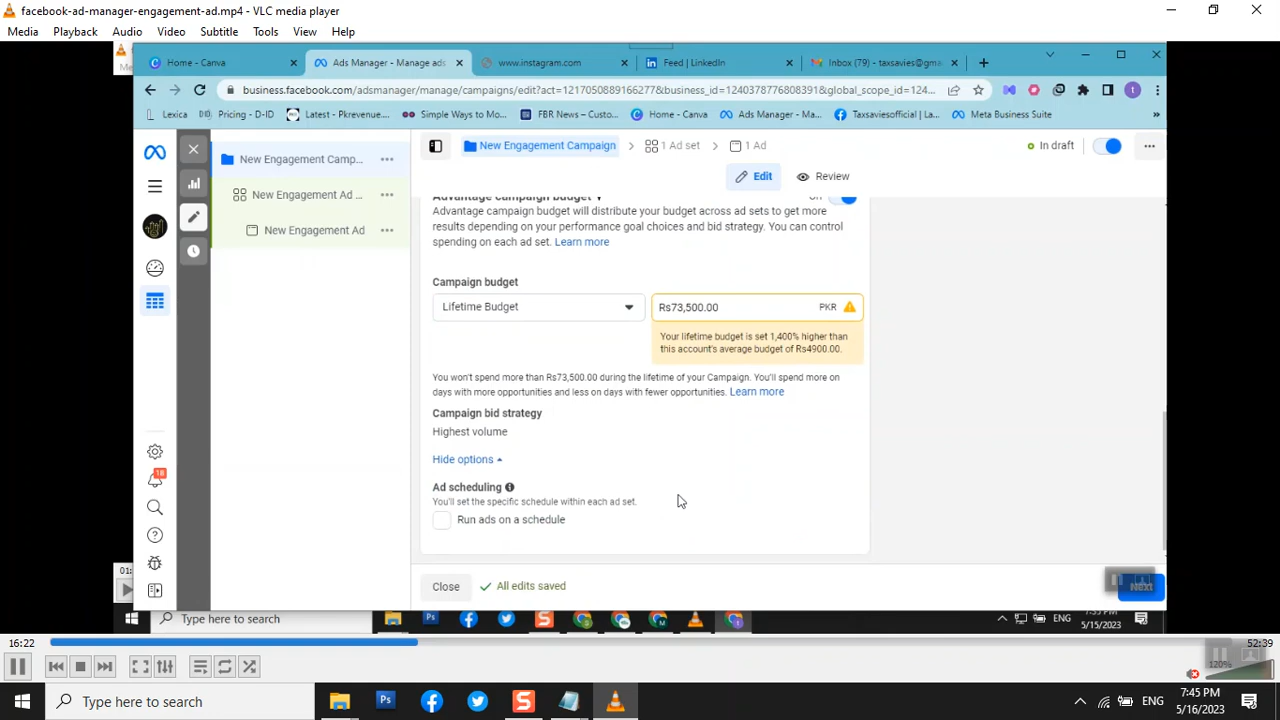 facebook-ad-manager-engagement-ad.mp4 - VLC media player
Media Playback Audio Video Subtitle Tools View Help
Home - Canva
Ads Manager - Manage ads
www.instagram.com
Feed | LinkedIn
Inbox (79) - taxsavies@gma
business.facebook.com/adsmanager/manage/campaigns/edit?act=1217050889166277&business_id=1240378776808391&global_scope_id=124...
Lexica
Pricing - D-ID
Latest - Pkrevenue...
Simple Ways to Mo...
FBR News – Custo...
Home - Canva
Ads Manager - Ma...
Taxsaviesofficial | La...
Meta Business Suite
New Engagement Camp...
New Engagement Ad ...
New Engagement Ad
New Engagement Campaign
1 Ad set
1 Ad
In draft
Edit
Review
Advantage campaign budget
On
Advantage campaign budget will distribute your budget across ad sets to get more
results depending on your performance goal choices and bid strategy. You can control
spending on each ad set. Learn more
Campaign budget
Lifetime Budget
Rs73,500.00
PKR
Your lifetime budget is set 1,400% higher than
this account's average budget of Rs4900.00.
You won't spend more than Rs73,500.00 during the lifetime of your Campaign. You'll spend more on
days with more opportunities and less on days with fewer opportunities. Learn more
Campaign bid strategy
Highest volume
Hide options
Ad scheduling
You'll set the specific schedule within each ad set.
Run ads on a schedule
Close
All edits saved
Next
Type here to search
ENG
5/15/2023
16:22
52:39
120%
Type here to search
ENG
7:45 PM
5/16/2023